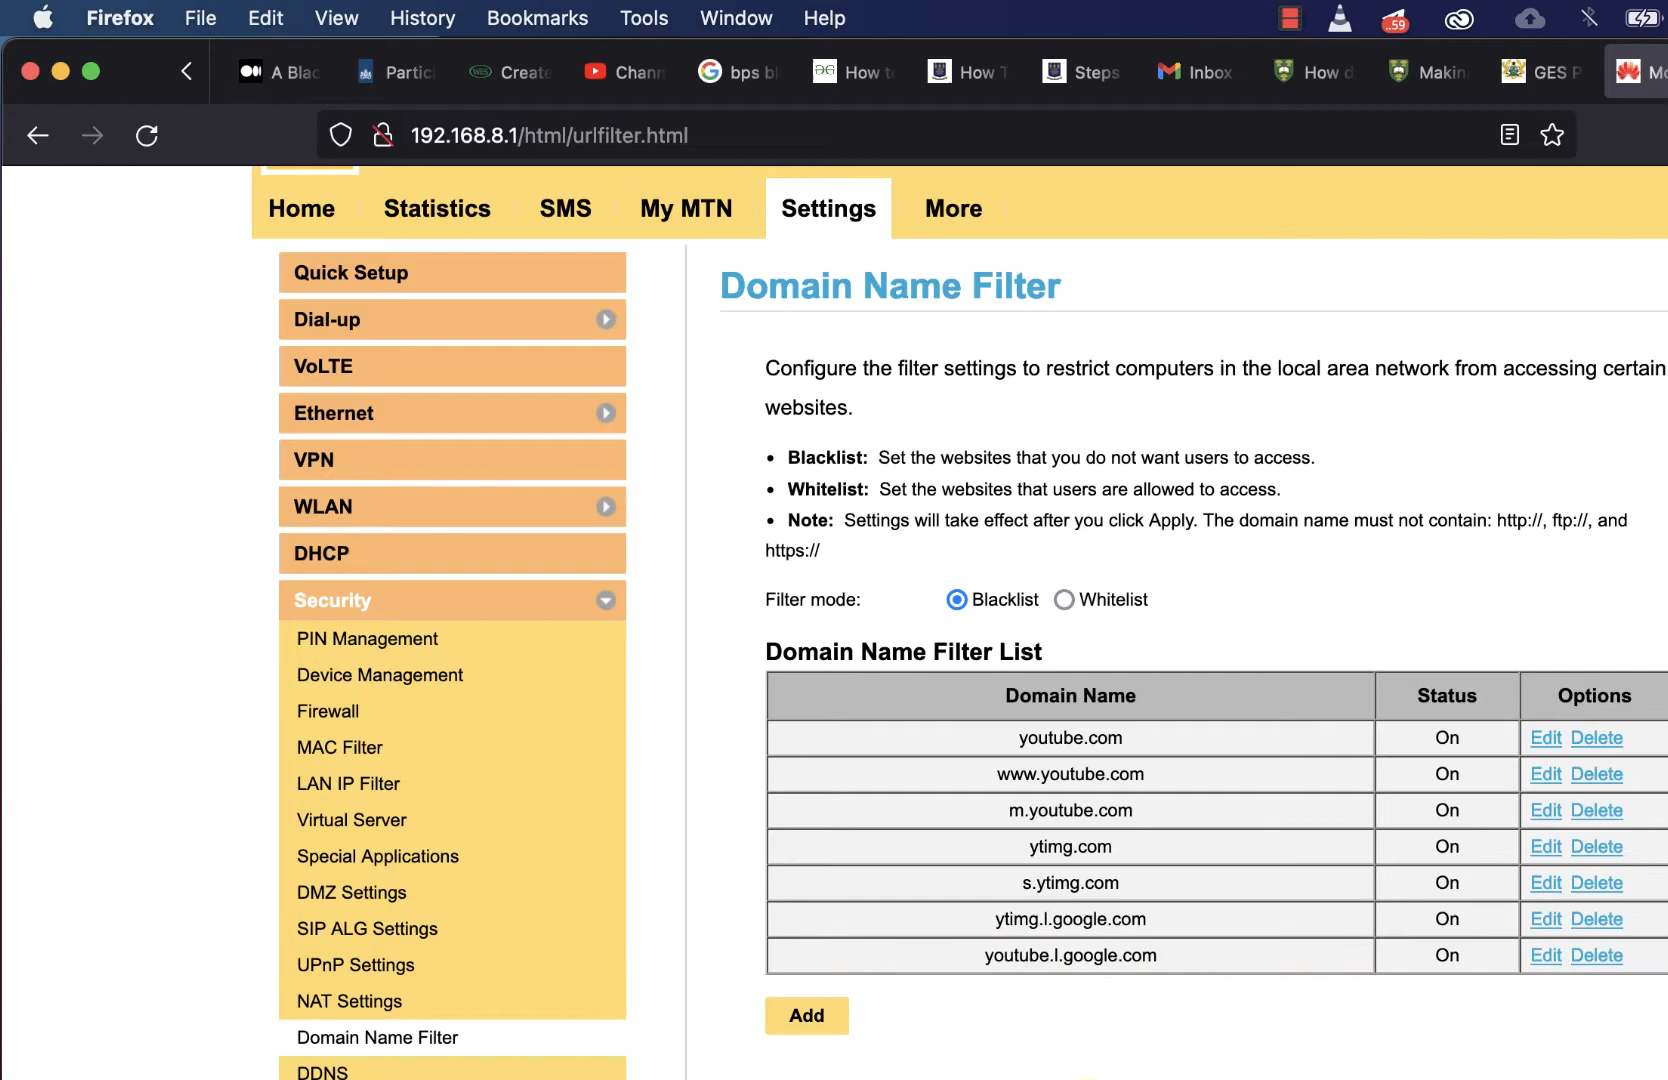 Firefox File Edit View History Bookmarks Tools Window Help
..59
A Blac Partic Create Chann bps bl How to How T Steps Inbox How d Makin GES P Mo
192.168.8.1/html/urlfilter.html
Home Statistics SMS My MTN Settings More
Quick Setup
Dial-up
VoLTE
Ethernet
VPN
WLAN
DHCP
Security
PIN Management
Device Management
Firewall
MAC Filter
LAN IP Filter
Virtual Server
Special Applications
DMZ Settings
SIP ALG Settings
UPnP Settings
NAT Settings
Domain Name Filter
DDNS
Domain Name Filter
Configure the filter settings to restrict computers in the local area network from accessing certain
websites.
• Blacklist: Set the websites that you do not want users to access.
• Whitelist: Set the websites that users are allowed to access.
• Note: Settings will take effect after you click Apply. The domain name must not contain: http://, ftp://, and
https://
Filter mode: Blacklist Whitelist
Domain Name Filter List
Domain Name Status Options
youtube.com On Edit Delete
www.youtube.com On Edit Delete
m.youtube.com On Edit Delete
ytimg.com On Edit Delete
s.ytimg.com On Edit Delete
ytimg.l.google.com On Edit Delete
youtube.l.google.com On Edit Delete
Add